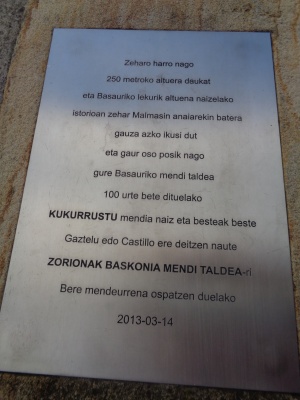 Zeharo harro nago
250 metroko altuera daukat
eta Basauriko lekurik altuena naizelako
istorioan zehar Malmasin anaiarekin batera
gauza azko ikusi dut
eta gaur oso posik nago
gure Basauriko mendi taldea
100 urte bete dituelako
KUKURRUSTU mendia naiz eta besteak beste
Gaztelu edo Castillo ere deitzen naute
ZORIONAK BASKONIA MENDI TALDEA-ri
Bere mendeurrena ospatzen duelako
2013-03-14